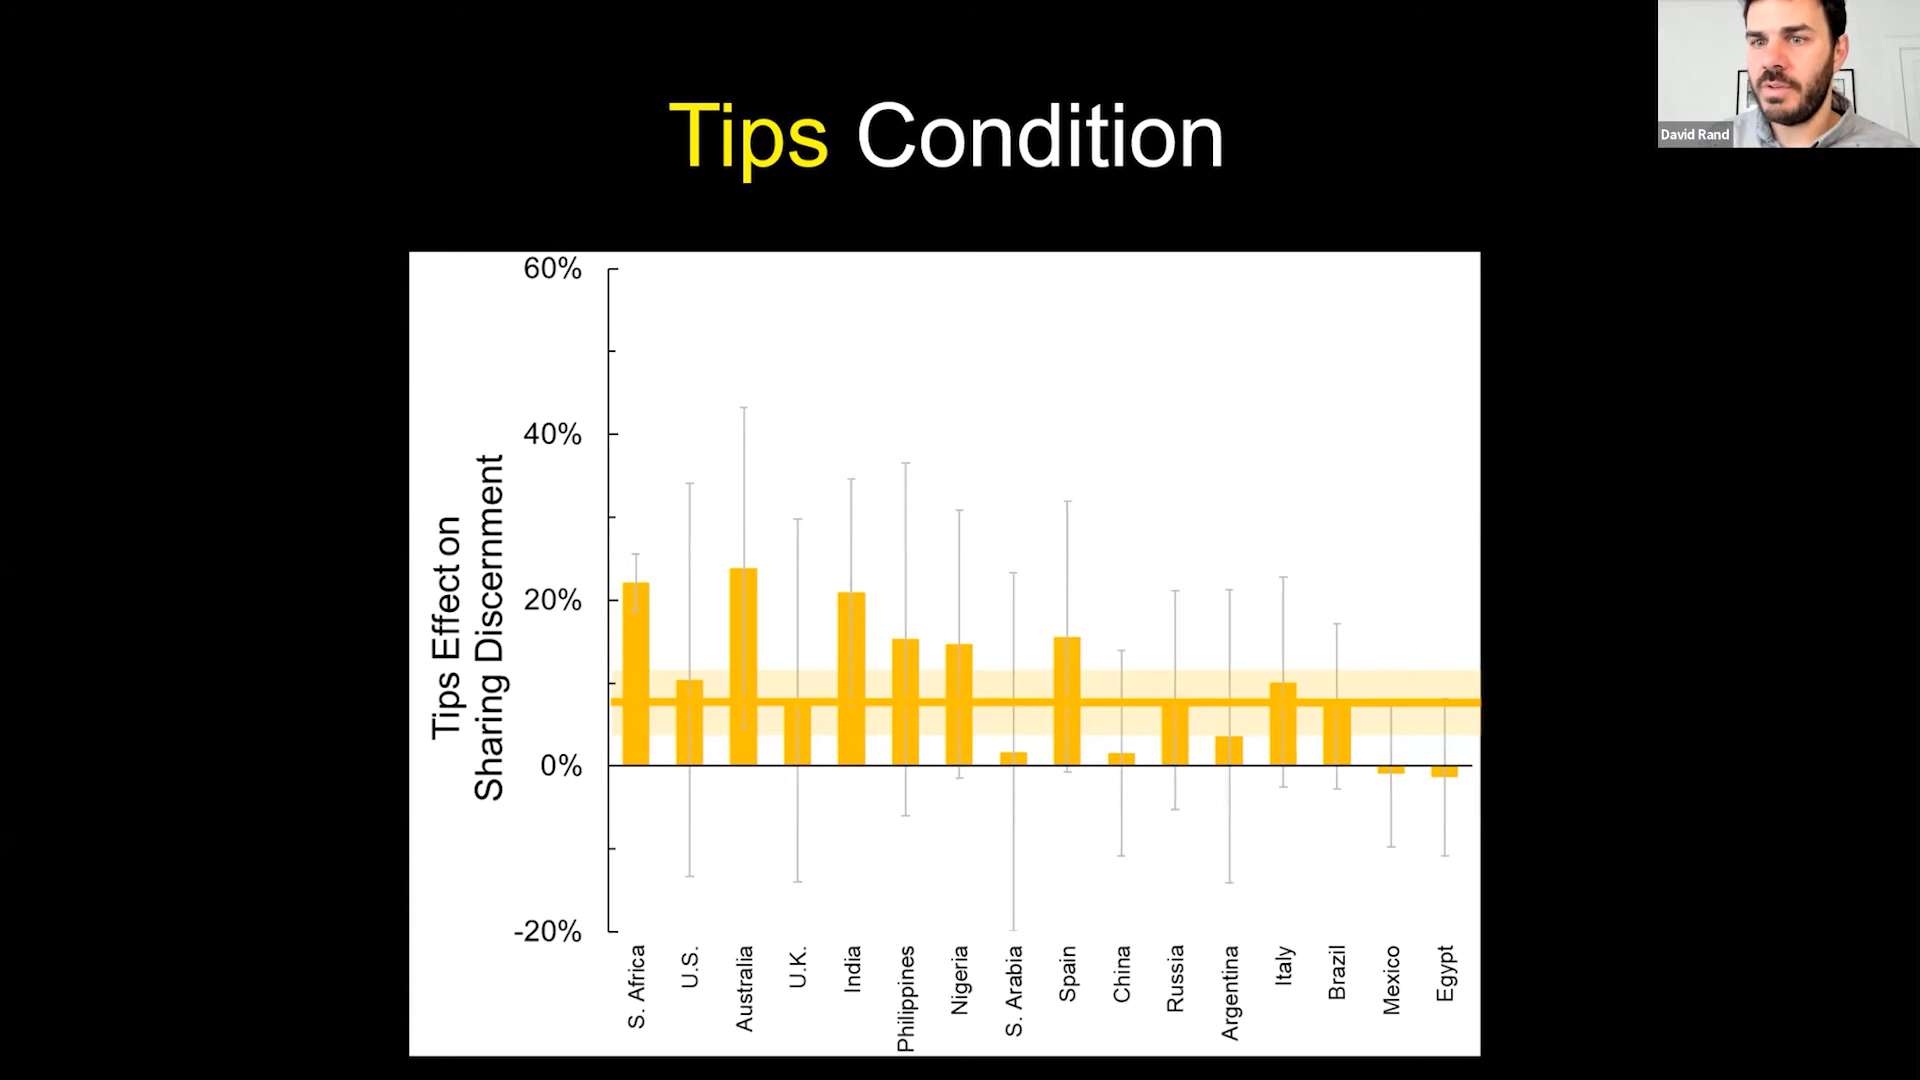 Tips Condition
David Rand
60%
40%
20%
0%
-20%
Tips Effect on
Sharing Discernment
S. Africa
U.S.
Australia
U.K.
India
Philippines
Nigeria
S. Arabia
Spain
China
Russia
Argentina
Italy
Brazil
Mexico
Egypt